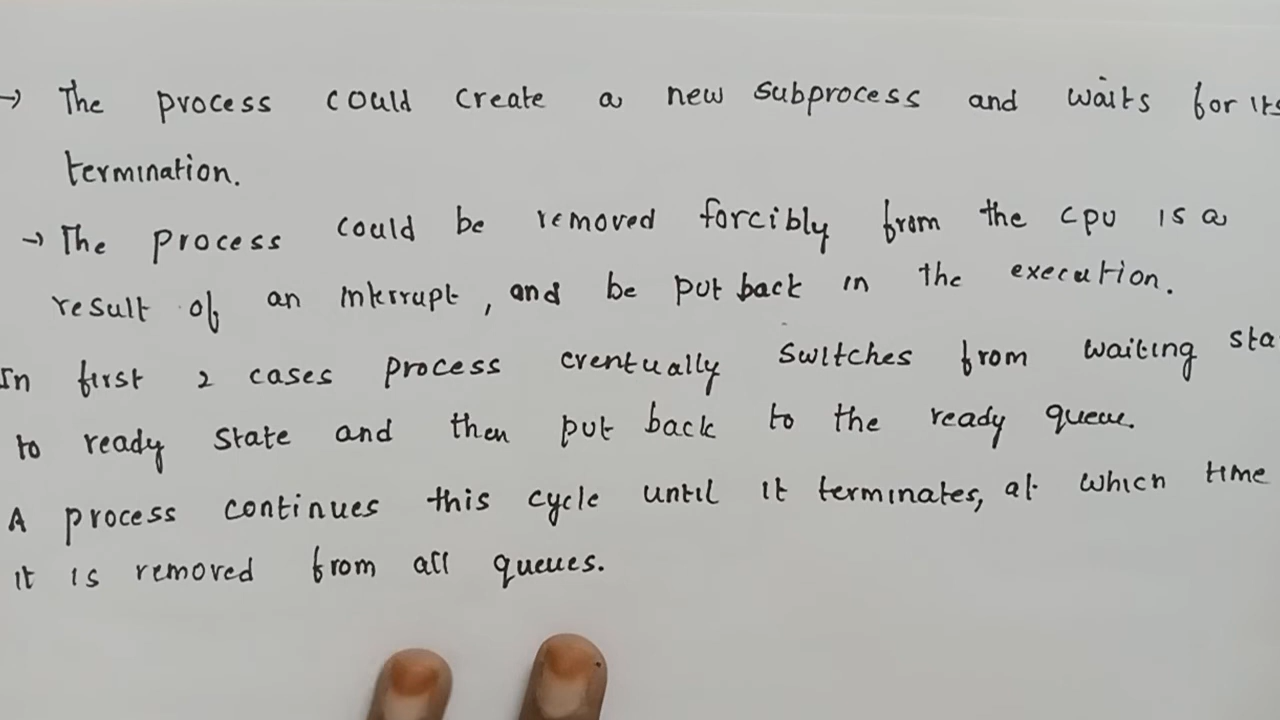 → The process could create a new subprocess and waits for its
termination.
→ The process could be removed forcibly from the cpu is a
result of an interrupt, and be put back in the execution.
In first 2 cases process eventually switches from waiting sta
to ready state and then put back to the ready queue.
A process continues this cycle until it terminates, at which time
it is removed from all queues.